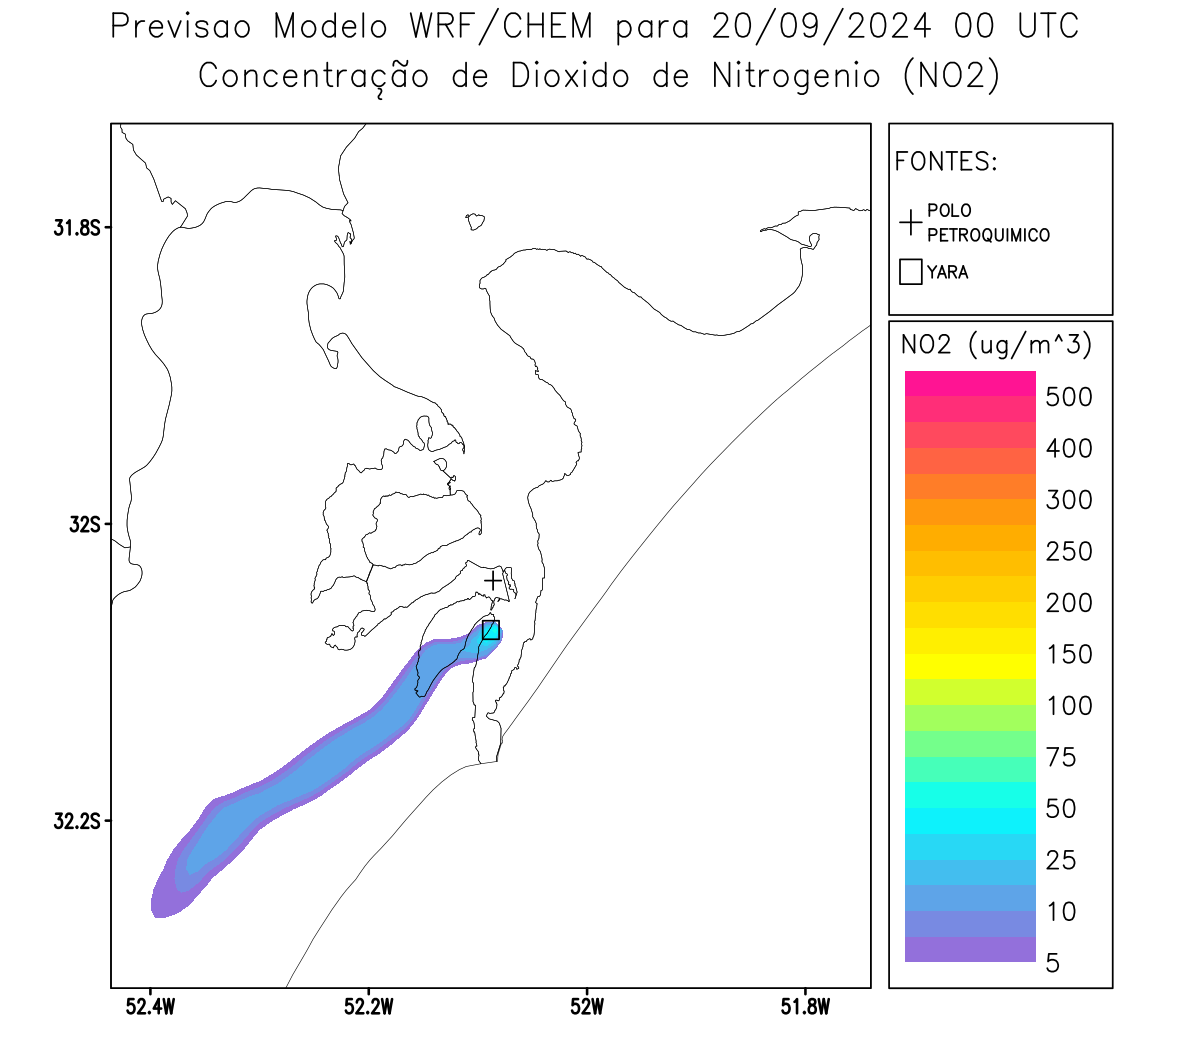 Previsao Modelo WRF/CHEM para 20/09/2024 00 UTC
Concentração de Dioxido de Nitrogenio (NO2)
FONTES:
POLO
PETROQUIMICO
YARA
NO2 (ug/m^3)
500
400
300
250
200
150
100
75
50
25
10
5
31.8S
32S
32.2S
52.4W
52.2W
52W
51.8W